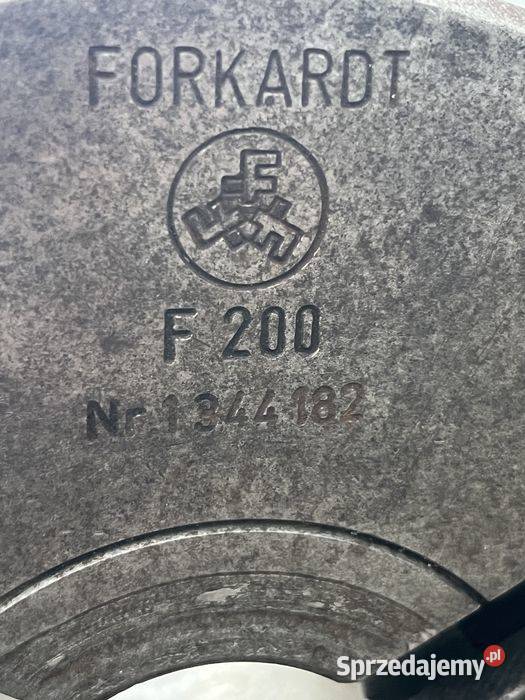 FORKARDT
F 200
Nr. 1344182
Sprzedajemy.pl